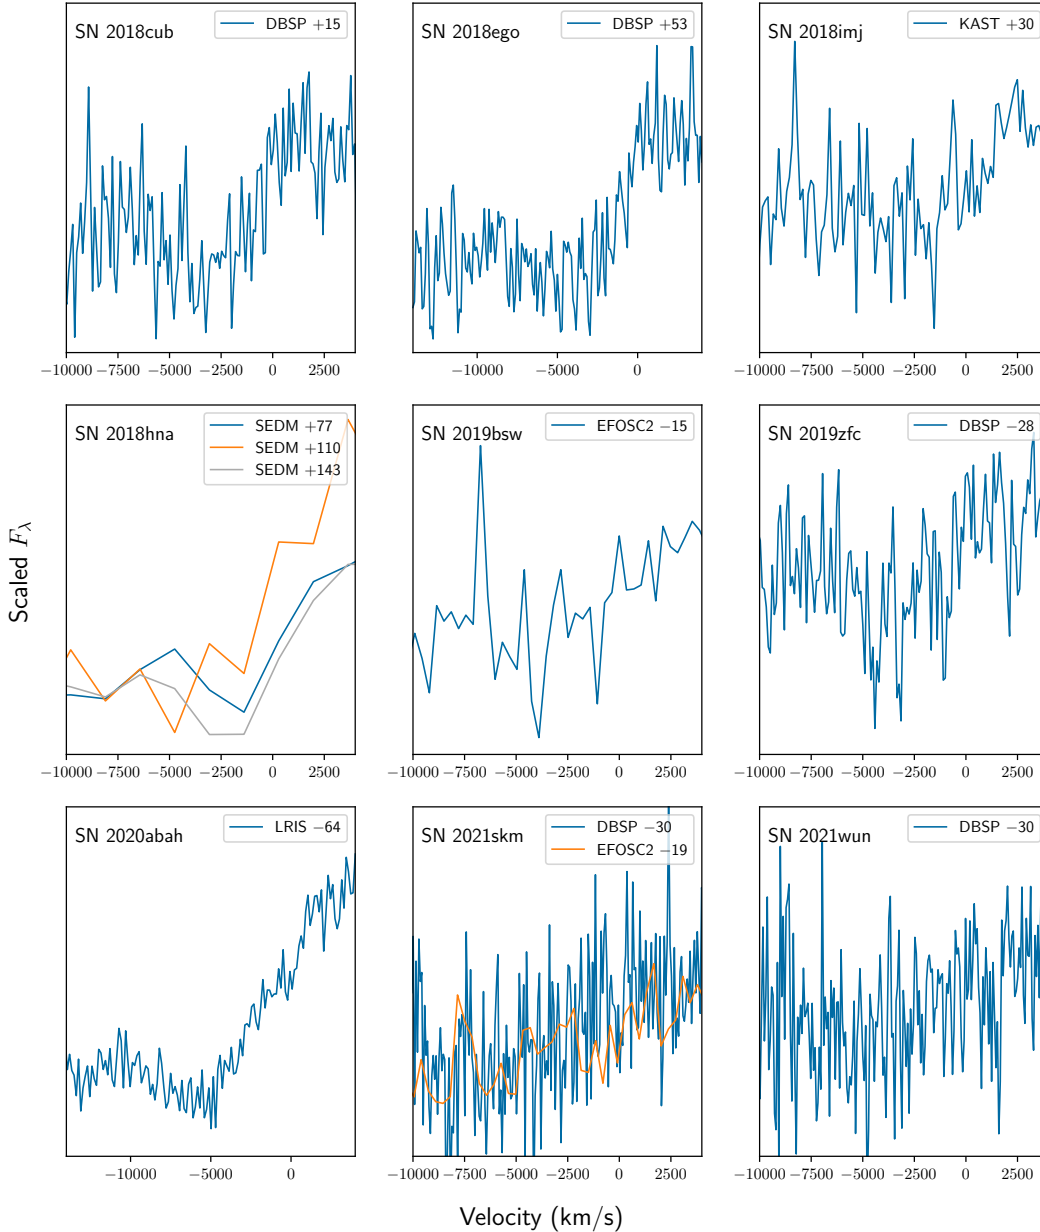 SN 2018cub
DBSP +15
−10000 −7500 −5000 −2500 0 2500
SN 2018ego
DBSP +53
−10000 −5000 0
SN 2018imj
KAST +30
−10000 −7500 −5000 −2500 0 2500
SN 2018hna
SEDM +77
SEDM +110
SEDM +143
−10000 −7500 −5000 −2500 0 2500
SN 2019bsw
EFOSC2 −15
−10000 −7500 −5000 −2500 0 2500
SN 2019zfc
DBSP −28
−10000 −7500 −5000 −2500 0 2500
Scaled Fλ
SN 2020abah
LRIS −64
−10000 −5000 0
SN 2021skm
DBSP −30
EFOSC2 −19
−10000 −7500 −5000 −2500 0 2500
SN 2021wun
DBSP −30
−10000 −7500 −5000 −2500 0 2500
Velocity (km/s)